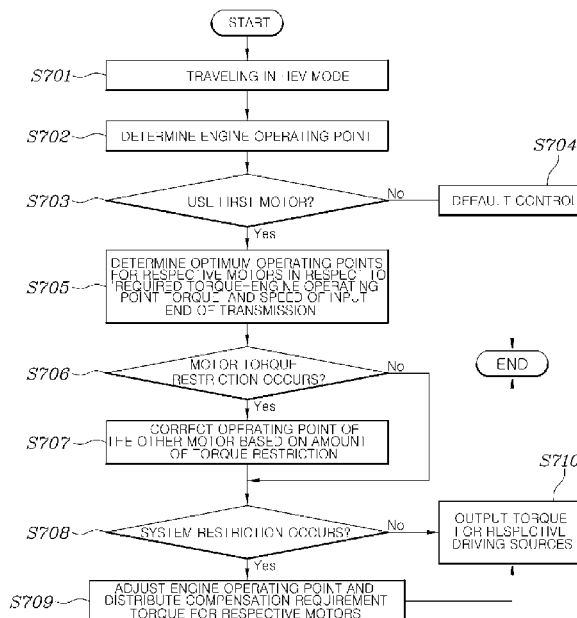 START
S701
TRAVELING IN HEV MODE
S702
DETERMINE ENGINE OPERATING POINT
S703
USE FIRST MOTOR?
No
S704
DEFAULT CONTROL
Yes
S705
DETERMINE OPTIMUM OPERATING POINTS
FOR RESPECTIVE MOTORS IN RESPECT TO
REQUIRED TORQUE-ENGINE OPERATING
POINT TORQUE AND SPEED OF INPUT
END OF TRANSMISSION
S706
MOTOR TORQUE
RESTRICTION OCCURS?
No
END
Yes
S707
CORRECT OPERATING POINT OF
THE OTHER MOTOR BASED ON AMOUNT
OF TORQUE RESTRICTION
S708
SYSTEM RESTRICTION OCCURS?
No
S710
OUTPUT TORQUE
FOR RESPECTIVE
DRIVING SOURCES
Yes
S709
ADJUST ENGINE OPERATING POINT AND
DISTRIBUTE COMPENSATION REQUIREMENT
TORQUE FOR RESPECTIVE MOTORS